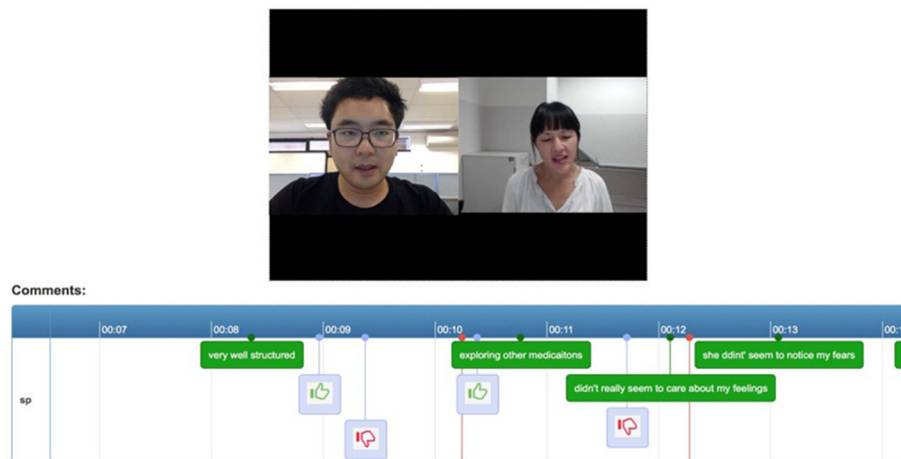 Comments:
00:07
00:08
00:09
00:10
00:11
00:12
00:13
very well structured
exploring other medicaitons
she ddint' seem to notice my fears
didn't really seem to care about my feelings
sp